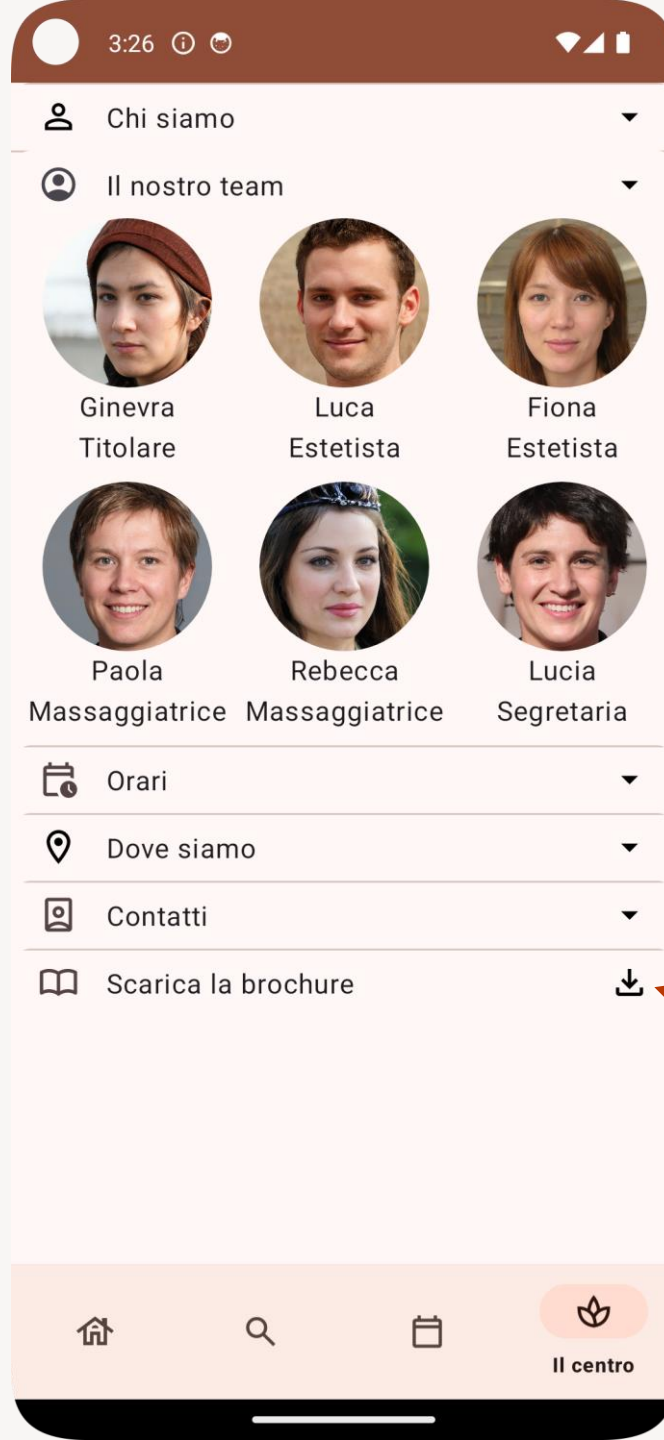 3:26
Chi siamo
Il nostro team
Ginevra Luca Fiona
Titolare Estetista Estetista
Paola Rebecca Lucia
Massaggiatrice Massaggiatrice Segretaria
Orari
Dove siamo
Contatti
Scarica la brochure
Il centro